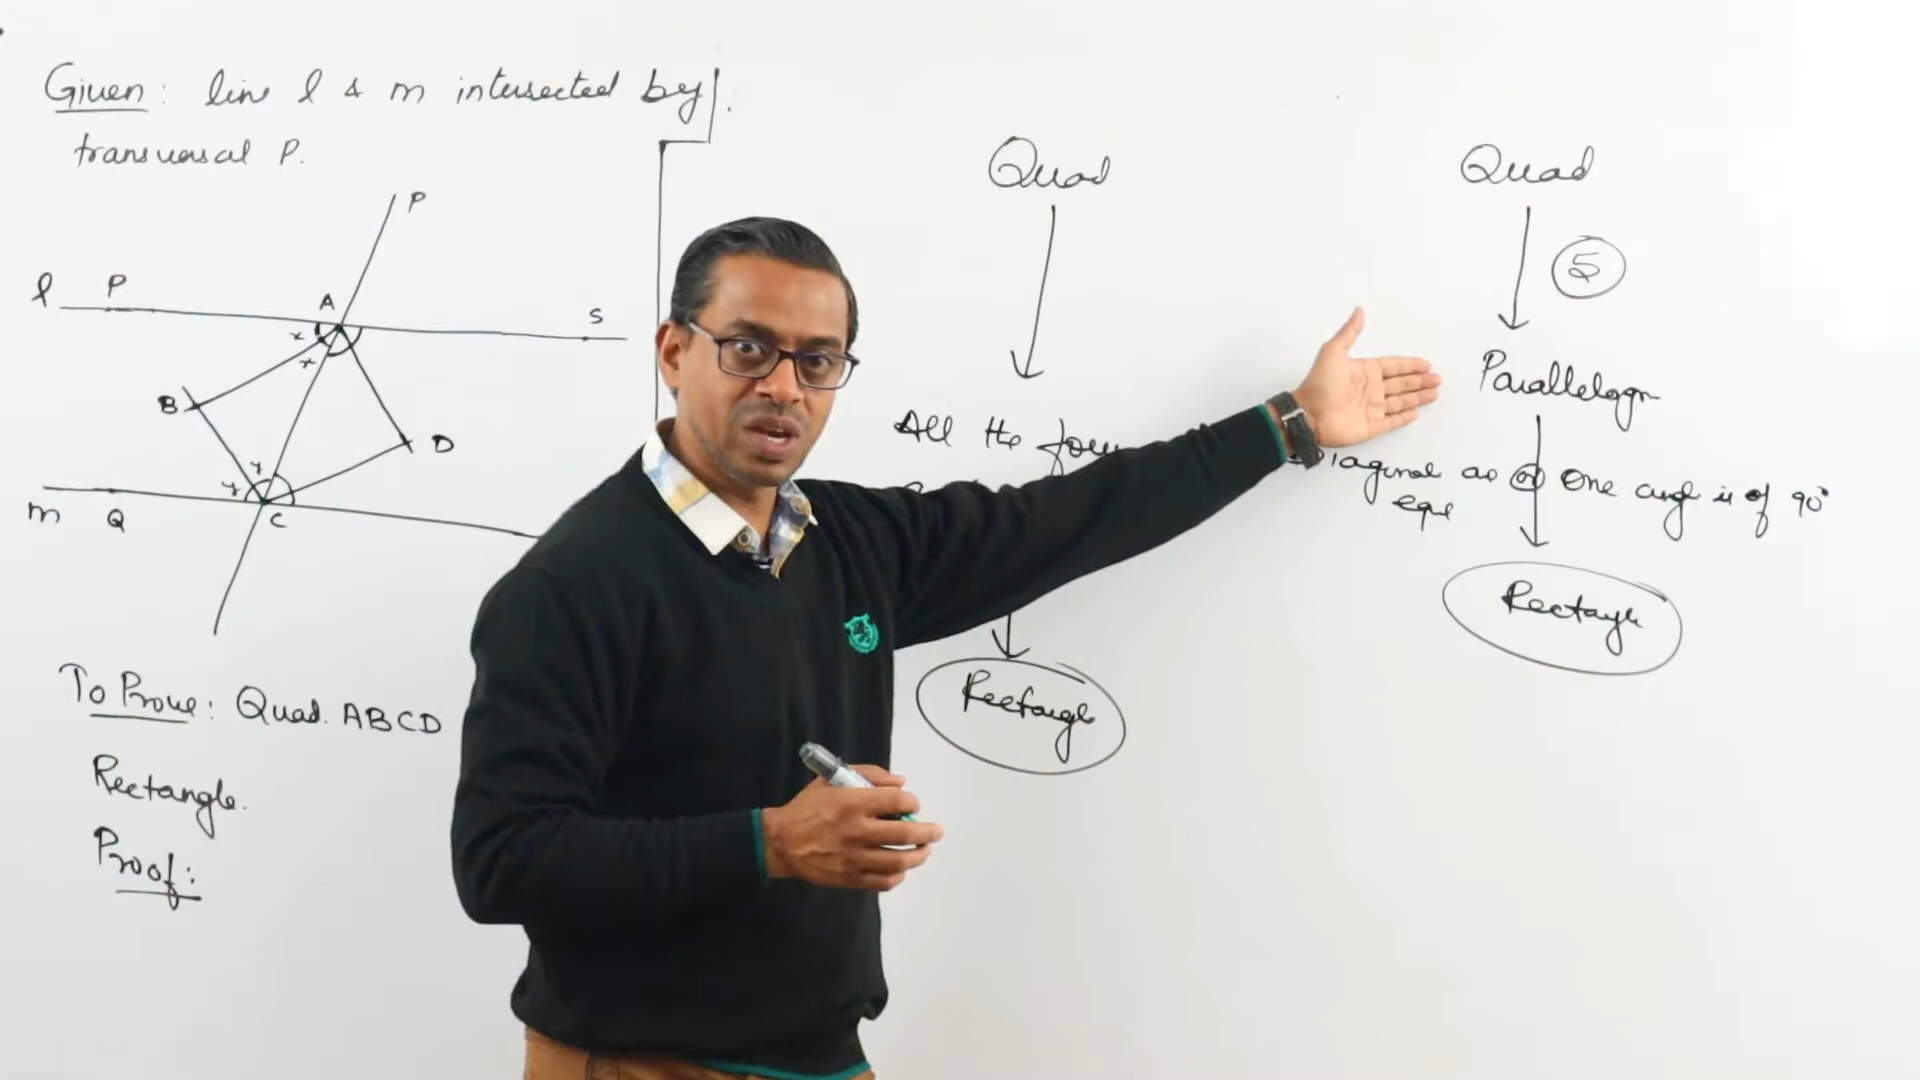 Given: line l & m intersected by
transversal P.
P
l P A S
x
x
B D
y
y
m Q C
To Prove: Quad. ABCD
Rectangle.
Proof:
Quad
All the four
Rectangle
Quad
5
Parallelogm
Diagonal are or One angle is of 90°
equal
Rectangle